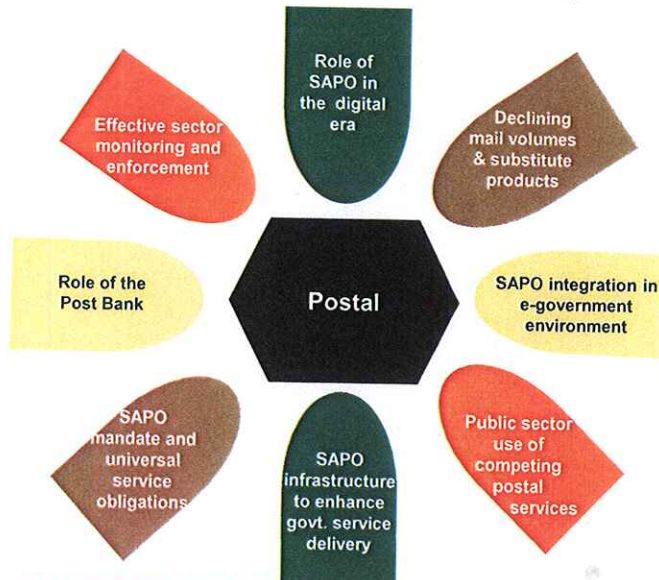 Role of
SAPO in
the digital
era
Declining
mail volumes
& substitute
products
SAPO integration in
e-government
environment
Public sector
use of
competing
postal
services
SAPO
infrastructure
to enhance
govt. service
delivery
SAPO
mandate and
universal
service
obligations
Role of the
Post Bank
Effective sector
monitoring and
enforcement
Postal